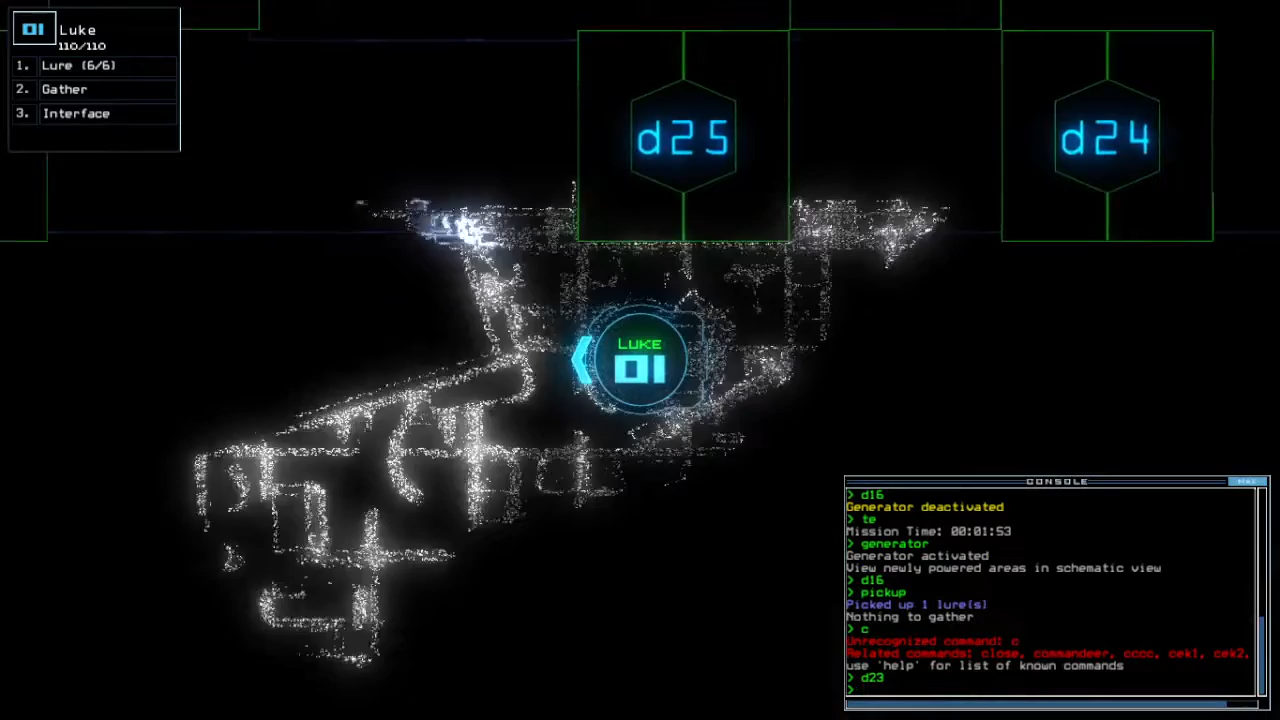 01 Luke
110/110
1. Lure (6/6)
2. Gather
3. Interface
d25
d24
LUKE
01
CONSOLE
> d16
Generator deactivated
> te
Mission Time: 00:01:53
> generator
Generator activated
View newly powered areas in schematic view
> d16
> pickup
Picked up 1 lure(s)
Nothing to gather
> c
Unrecognized command: c
Related commands: close, commandeer, cccc, cek1, cek2,
use 'help' for list of known commands
> d23
>